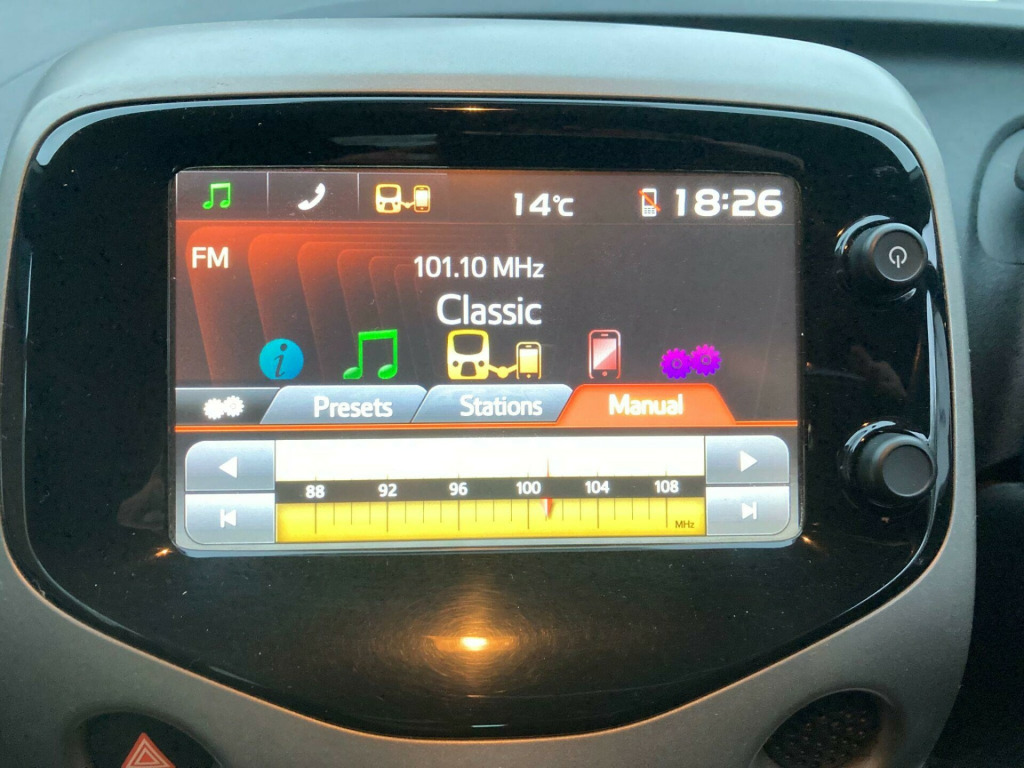 14°C 18:26
FM
101.10 MHz
Classic
i
Presets Stations Manual
88 92 96 100 104 108
MHz